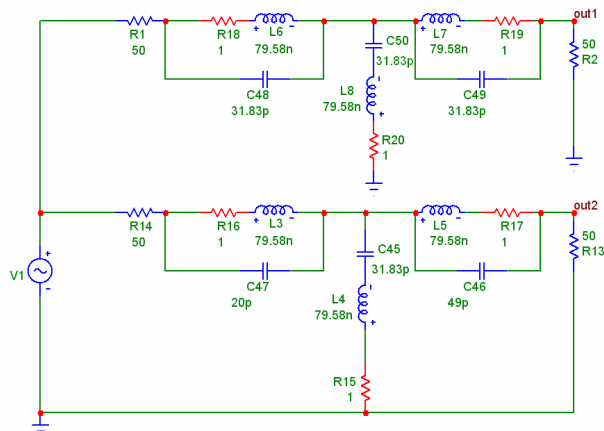 out1
R1
50
R18
1
L6
79.58n
C50
31.83p
L7
79.58n
R19
1
50
R2
C48
31.83p
L8
79.58n
C49
31.83p
R20
1
out2
R14
50
R16
1
L3
79.58n
C45
31.83p
L5
79.58n
R17
1
50
R13
V1
C47
20p
L4
79.58n
C46
49p
R15
1